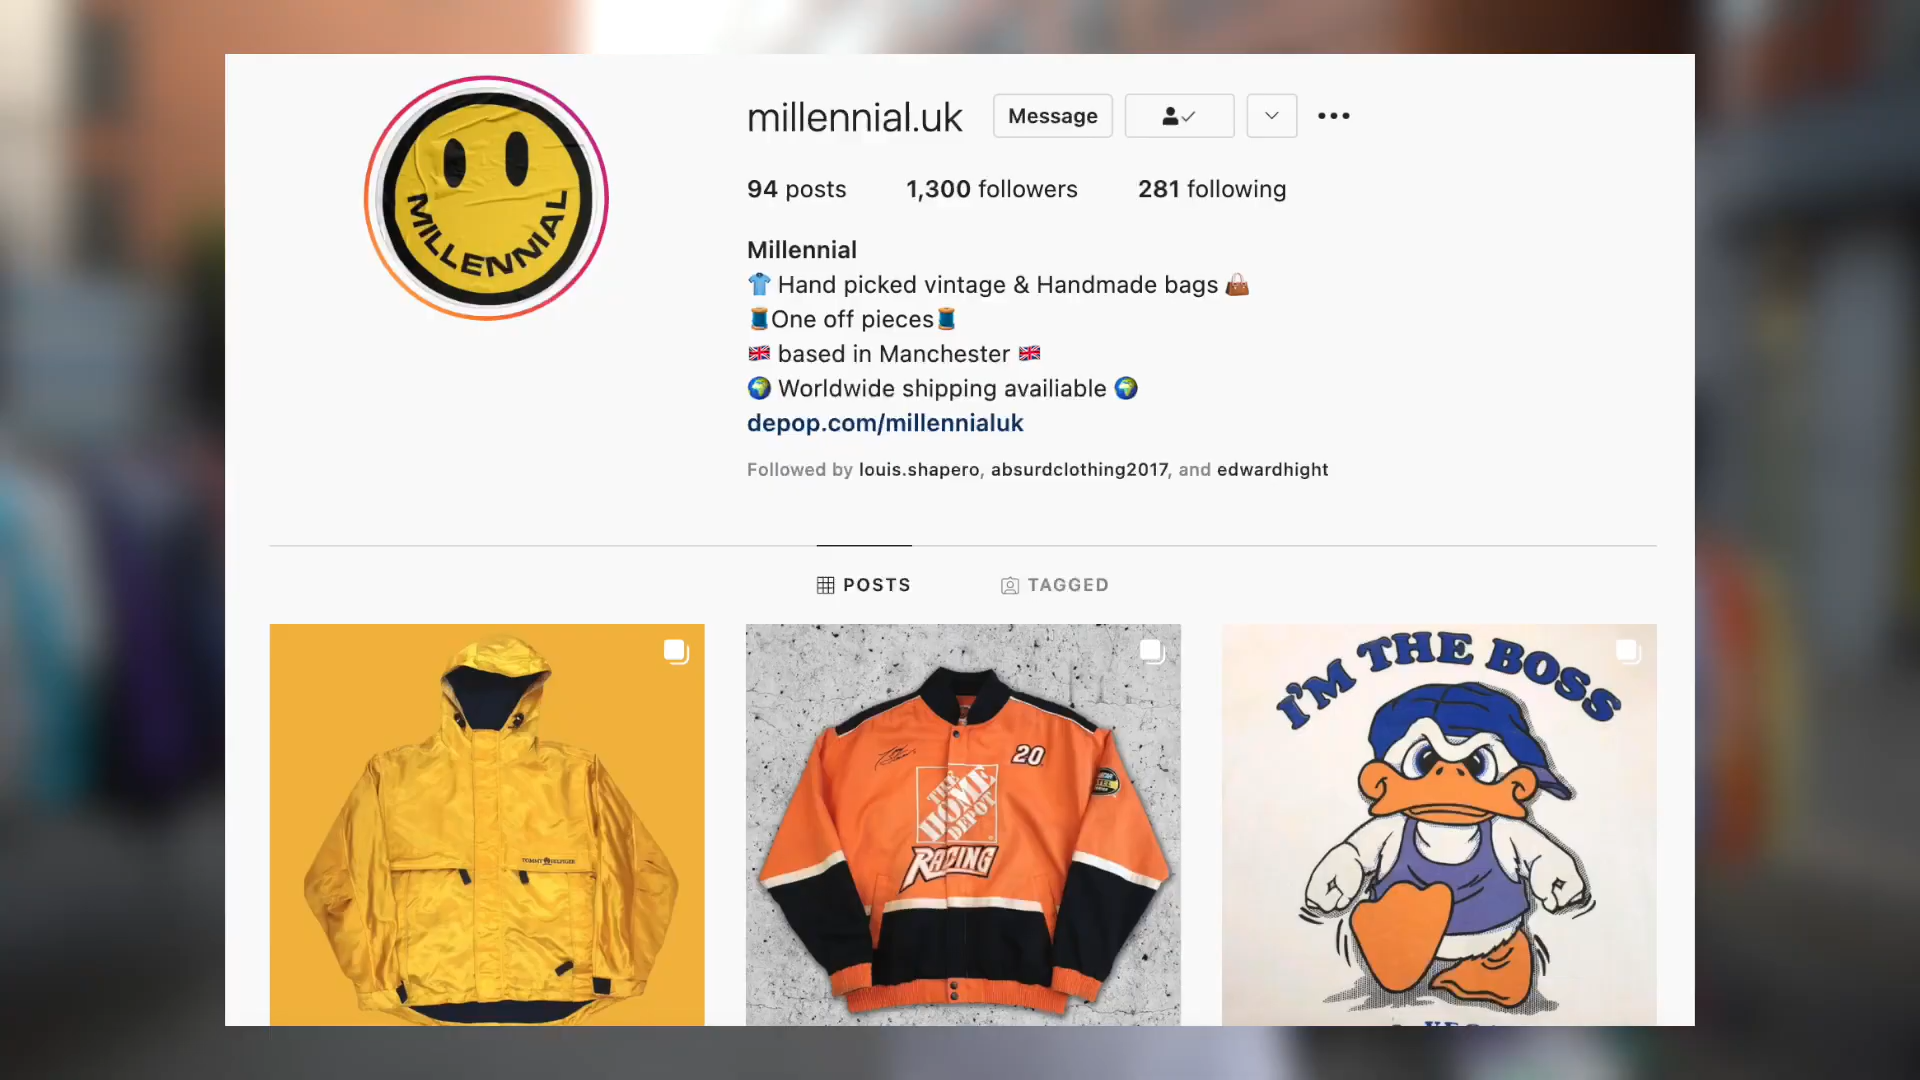 MILLENNIAL
millennial.uk Message
94 posts 1,300 followers 281 following
Millennial
👕 Hand picked vintage & Handmade bags 👜
🧵One off pieces🧵
🇬🇧 based in Manchester 🇬🇧
🌍 Worldwide shipping availiable 🌍
depop.com/millennialuk
Followed by louis.shapero, absurdclothing2017, and edwardhight
POSTS TAGGED
TOMMY HILFIGER
20
THE
HOME
DEPOT
RACING
I'M THE BOSS